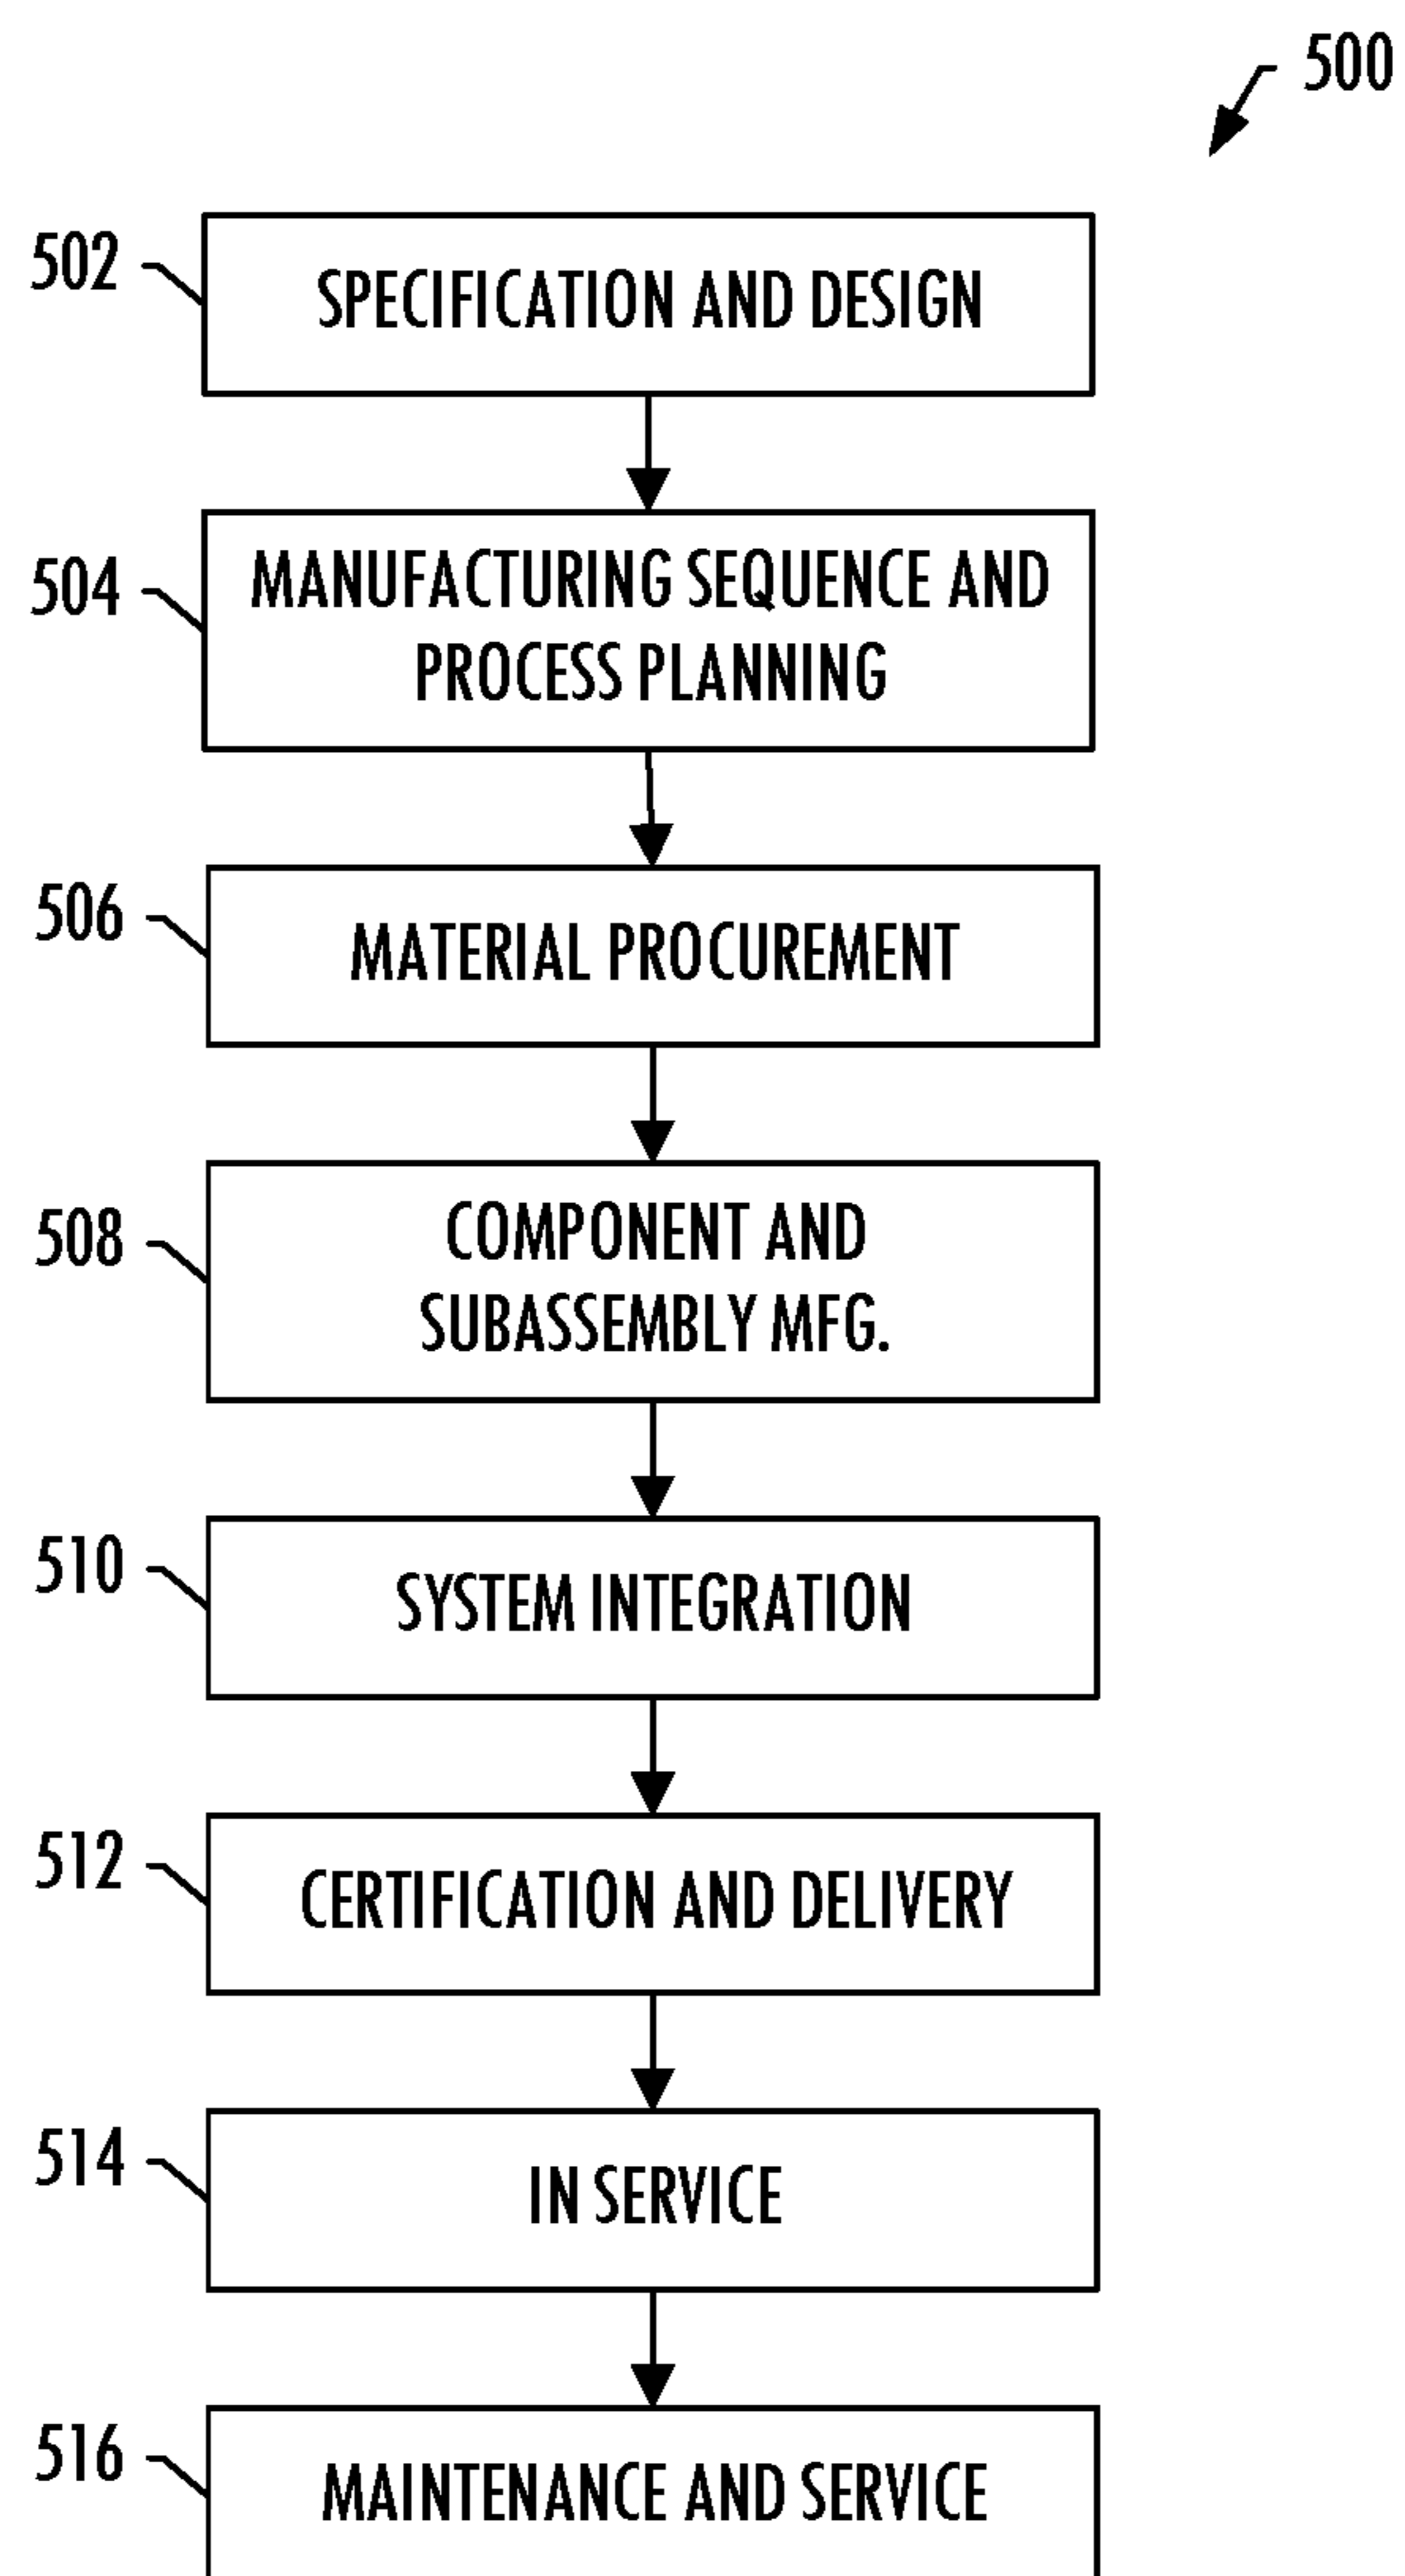 500
502
SPECIFICATION AND DESIGN
504
MANUFACTURING SEQUENCE AND
PROCESS PLANNING
506
MATERIAL PROCUREMENT
508
COMPONENT AND
SUBASSEMBLY MFG.
510
SYSTEM INTEGRATION
512
CERTIFICATION AND DELIVERY
514
IN SERVICE
516
MAINTENANCE AND SERVICE